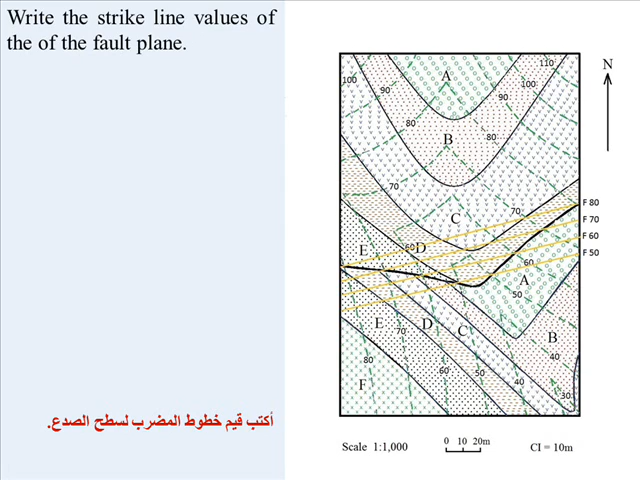 Write the strike line values of
the of the fault plane.
أكتب قيم خطوط المضرب لسطح الصدع.
N
100
90
80
70
A
110
100
90
80
B
C
70
60
D
E
F 80
F 70
F 60
F 50
60
50
A
E
70
D
C
B
80
60
50
40
40
30
F
Scale 1:1,000
0 10 20m
CI = 10m